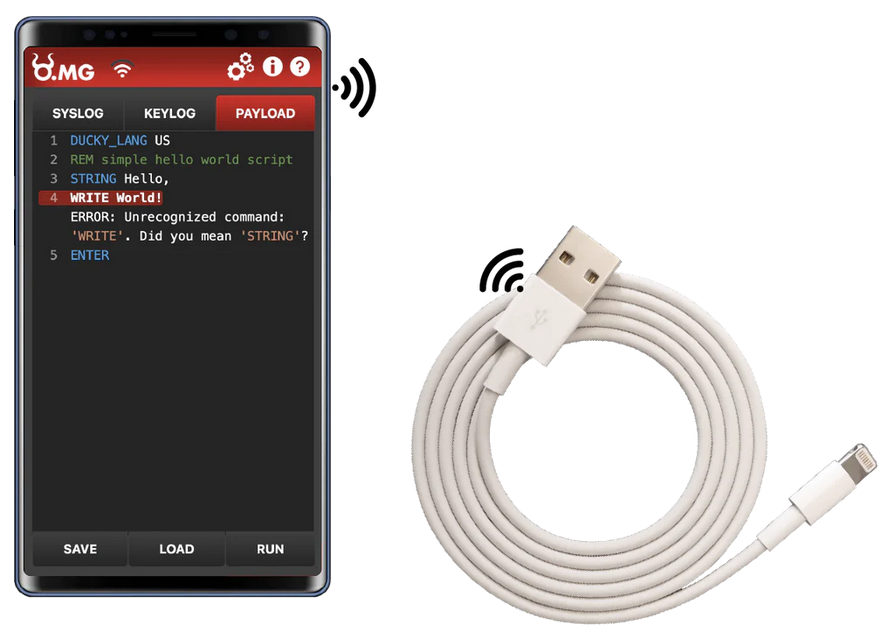 O.MG
SYSLOG KEYLOG PAYLOAD
1 DUCKY_LANG US
2 REM simple hello world script
3 STRING Hello,
4 WRITE World!
ERROR: Unrecognized command:
'WRITE'. Did you mean 'STRING'?
5 ENTER
SAVE LOAD RUN